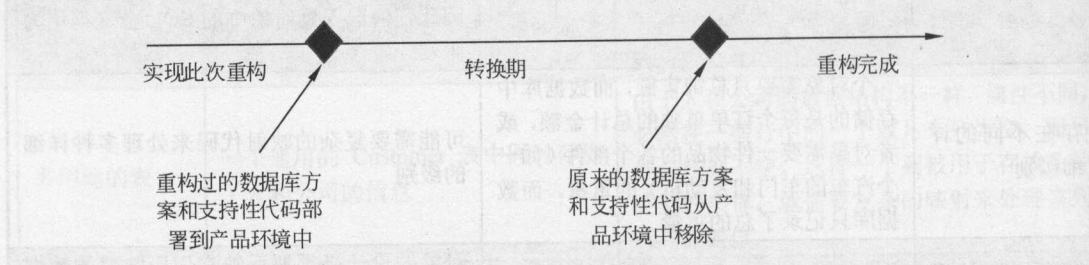 实现此次重构
转换期
重构完成
重构过的数据库方
案和支持性代码部
署到产品环境中
原来的数据库方案
和支持性代码从产
品环境中移除